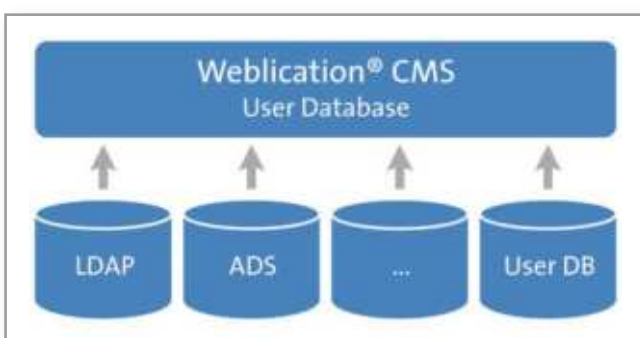 Weblication® CMS
User Database
LDAP
ADS
...
User DB